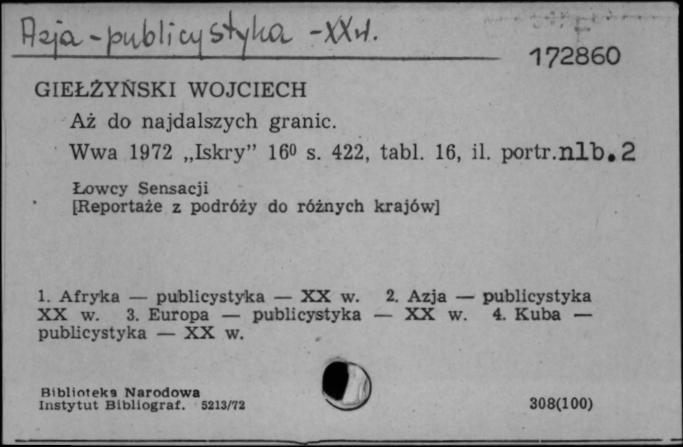 Azja - publicystyka - XX w.
172860
GIEŁŻYŃSKI WOJCIECH
Aż do najdalszych granic.
Wwa 1972 „Iskry” 16⁰ s. 422, tabl. 16, il. portr.nlb.2
Łowcy Sensacji
[Reportaże z podróży do różnych krajów]
1. Afryka — publicystyka — XX w. 2. Azja — publicystyka
XX w. 3. Europa — publicystyka — XX w. 4. Kuba —
publicystyka — XX w.
Biblioteka Narodowa
Instytut Bibliograf. 5213/72
308(100)